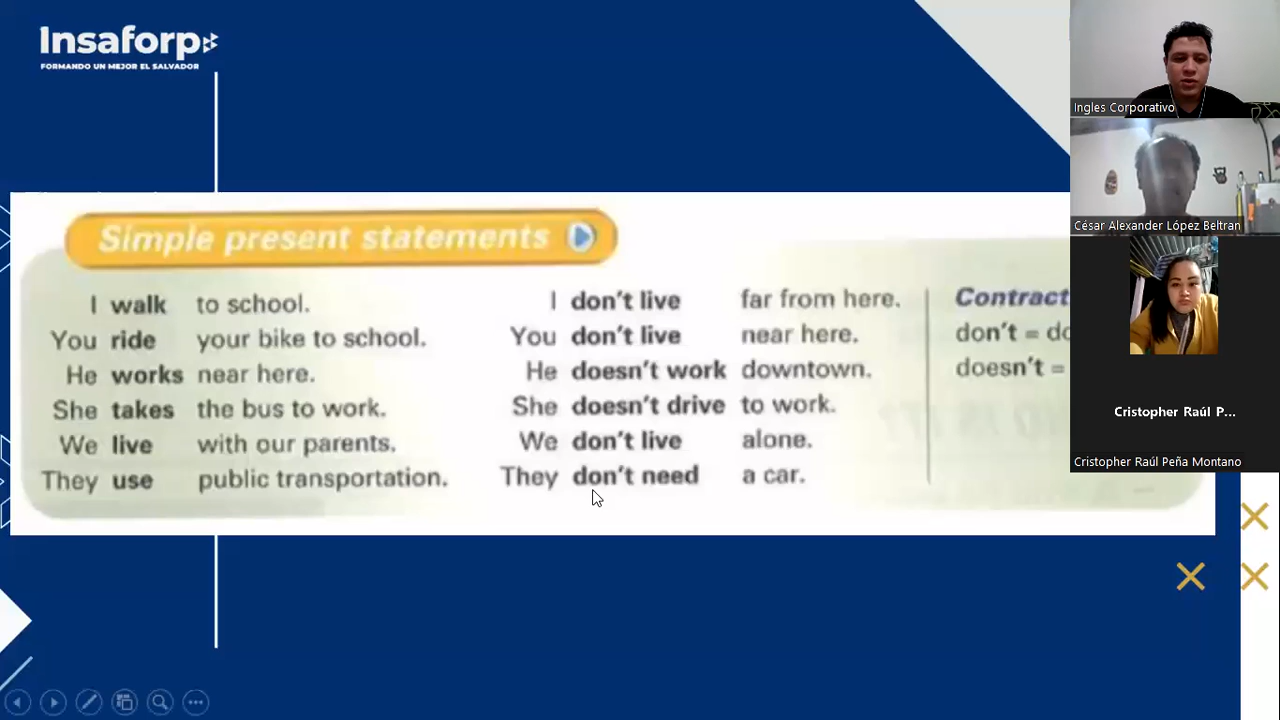 Insaforp
FORMANDO UN MEJOR EL SALVADOR
Simple present statements
I walk to school.
You ride your bike to school.
He works near here.
She takes the bus to work.
We live with our parents.
They use public transportation.
I don't live far from here.
You don't live near here.
He doesn't work downtown.
She doesn't drive to work.
We don't live alone.
They don't need a car.
Contract
don't = do
doesn't =
Ingles Corporativo
César Alexander López Beltran
Cristopher Raúl P...
Cristopher Raúl Peña Montano